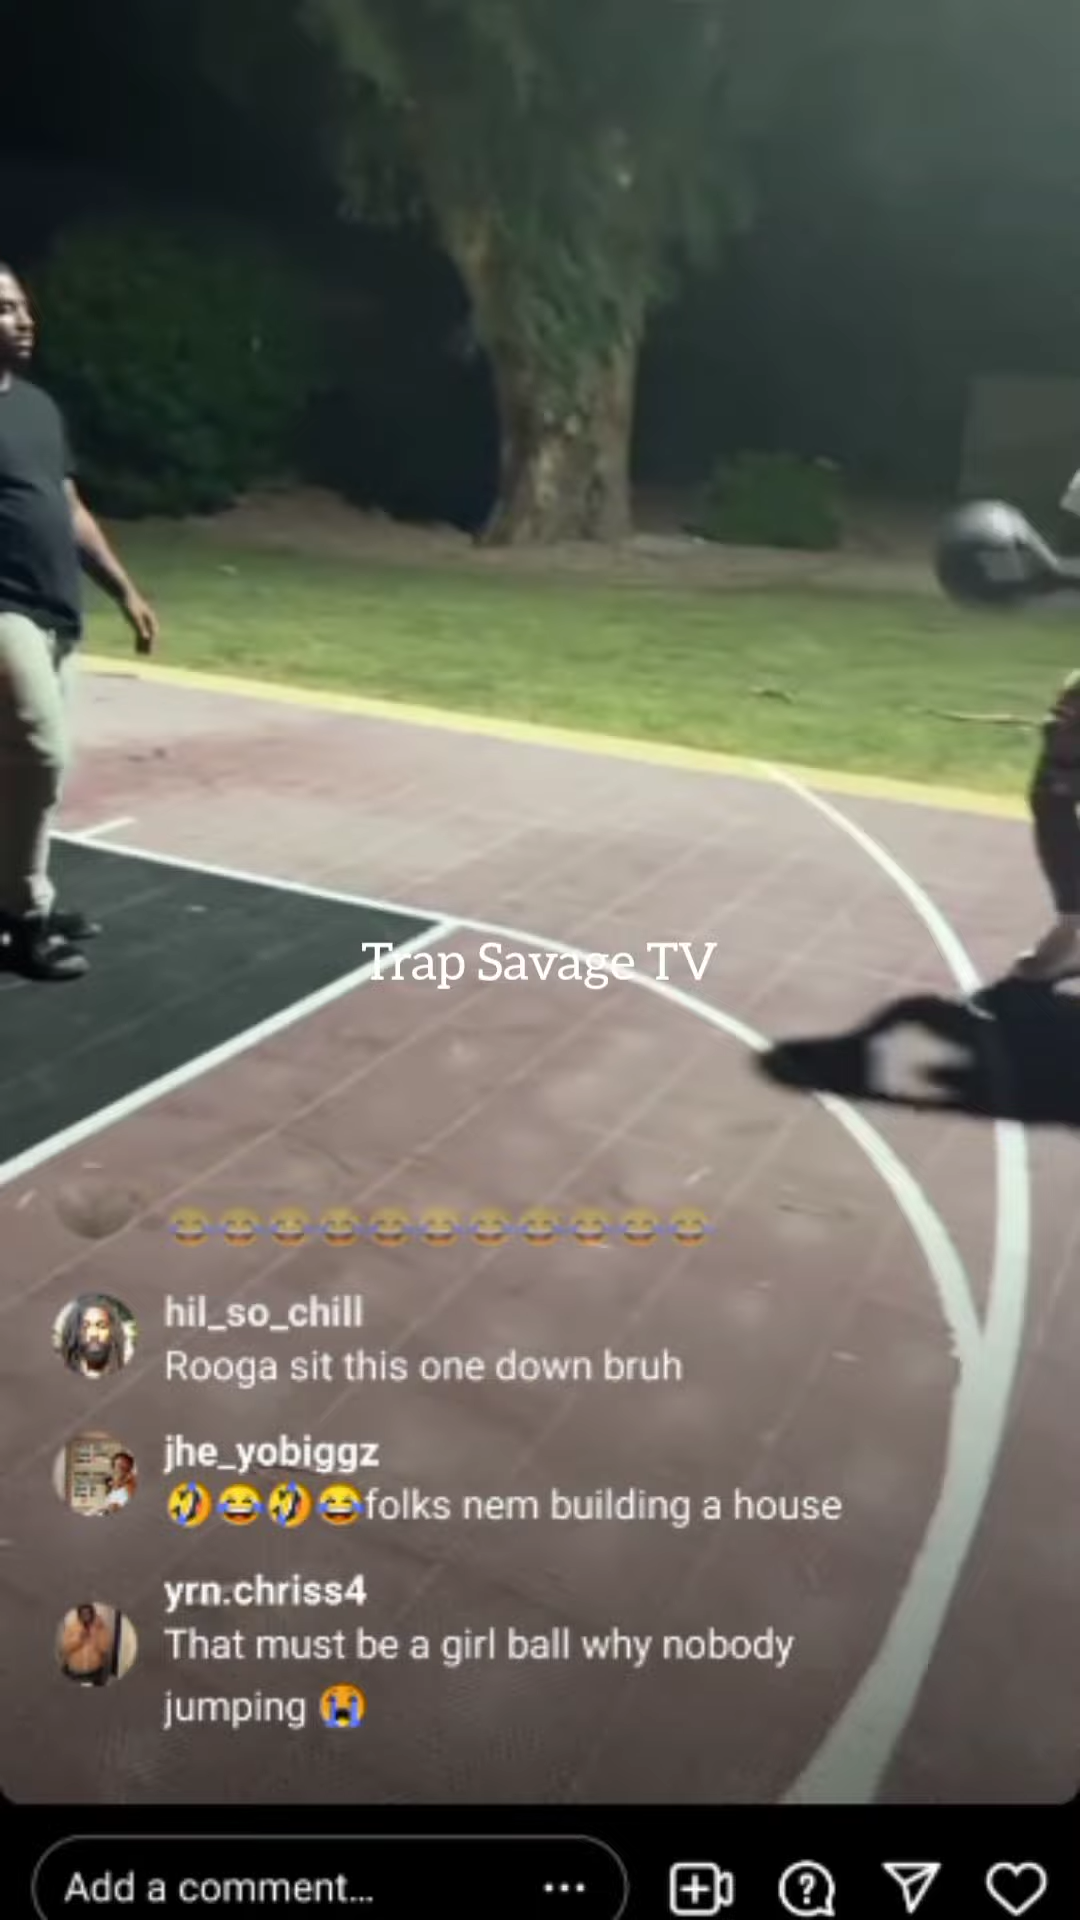 Trap Savage TV
😂😂😂😂😂😂😂😂😂😂😂
hil_so_chill
Rooga sit this one down bruh
jhe_yobiggz
🤣😂🤣😂folks nem building a house
yrn.chriss4
That must be a girl ball why nobody
jumping 😭
Add a comment...